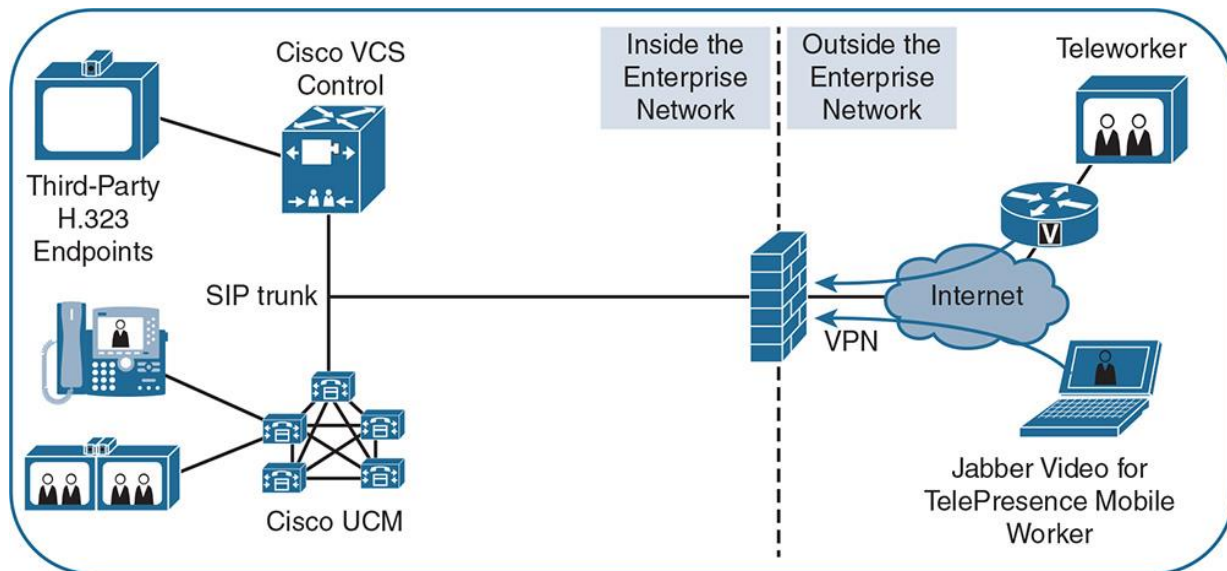 Cisco VCS
Control
Inside the
Enterprise
Network
Outside the
Enterprise
Network
Teleworker
Third-Party
H.323
Endpoints
V
SIP trunk
Internet
VPN
Cisco UCM
Jabber Video for
TelePresence Mobile
Worker